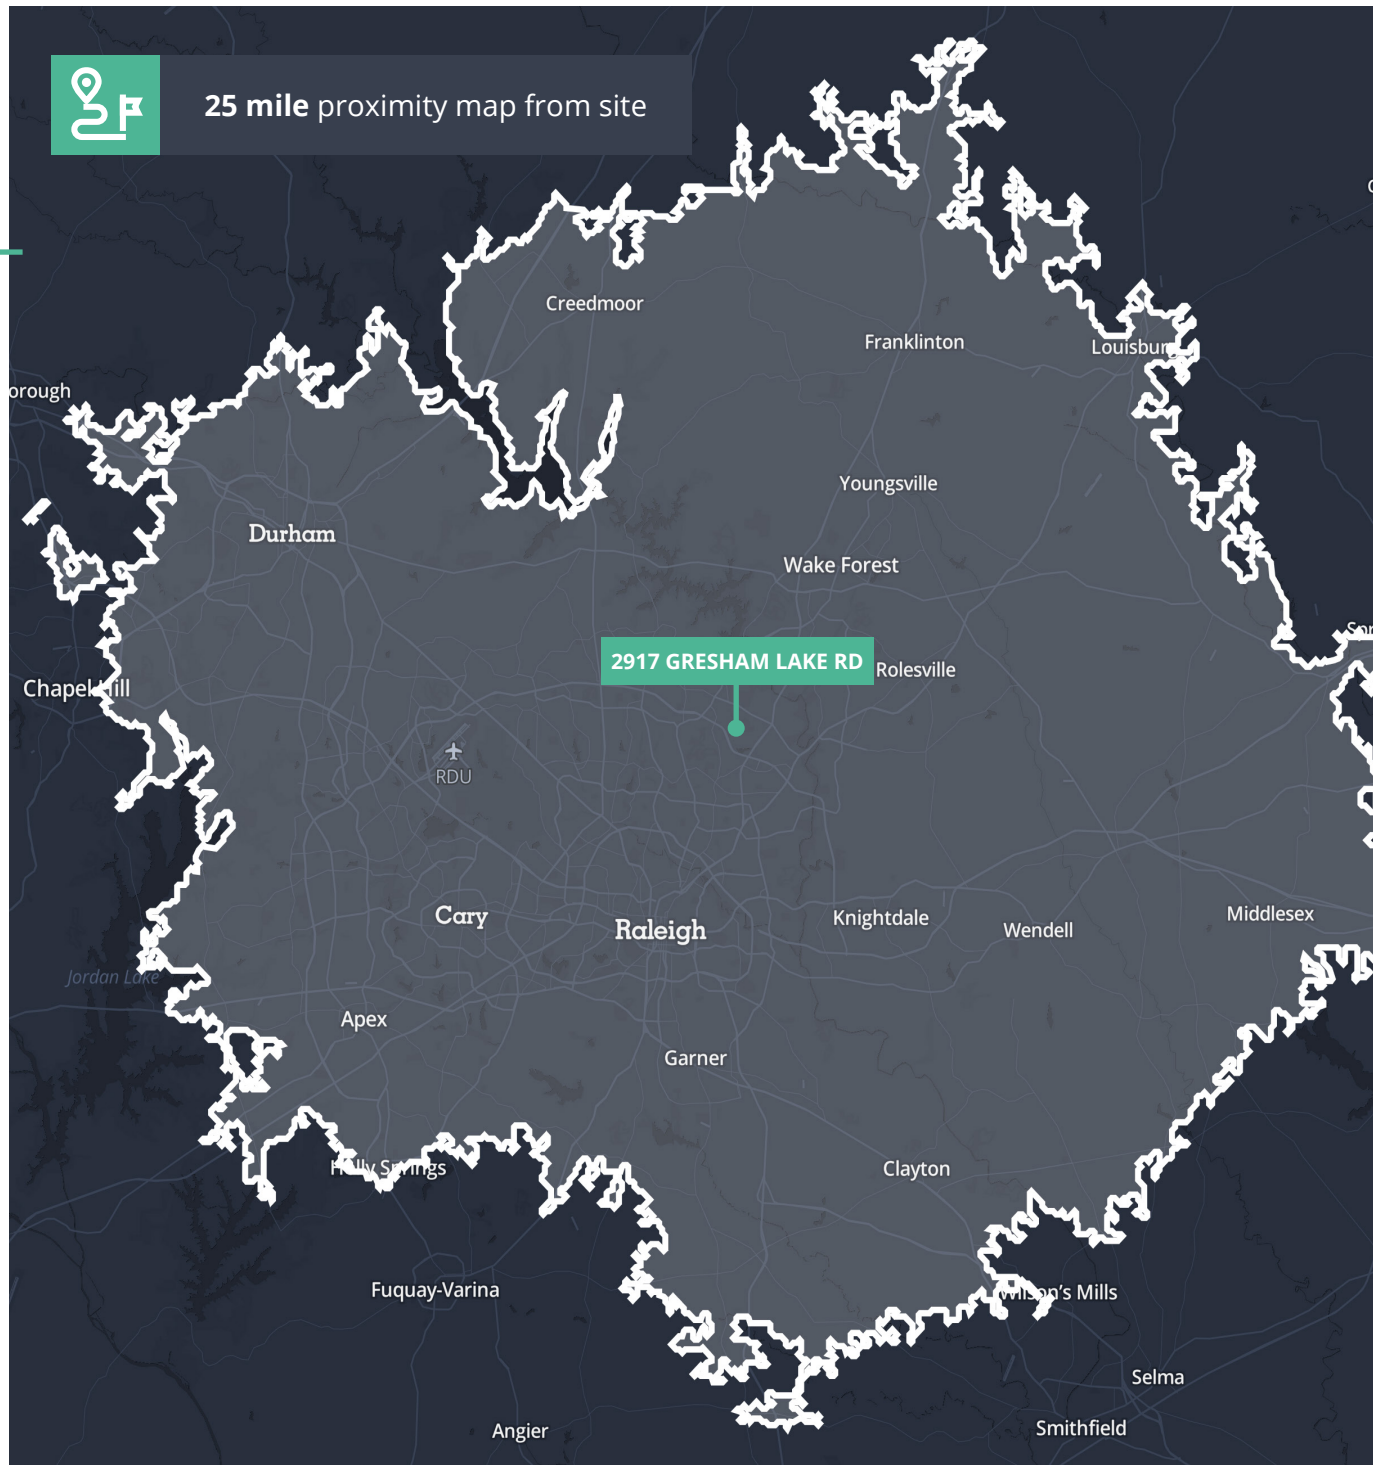 25 mile proximity map from site
Creedmoor
Franklinton
Louisburg
orough
Youngsville
Durham
Wake Forest
2917 GRESHAM LAKE RD
Rolesville
Chapel Hill
RDU
Cary
Raleigh
Knightdale
Wendell
Middlesex
Jordan Lake
Apex
Garner
Holly Springs
Clayton
Fuquay-Varina
Wilson's Mills
Selma
Angier
Smithfield